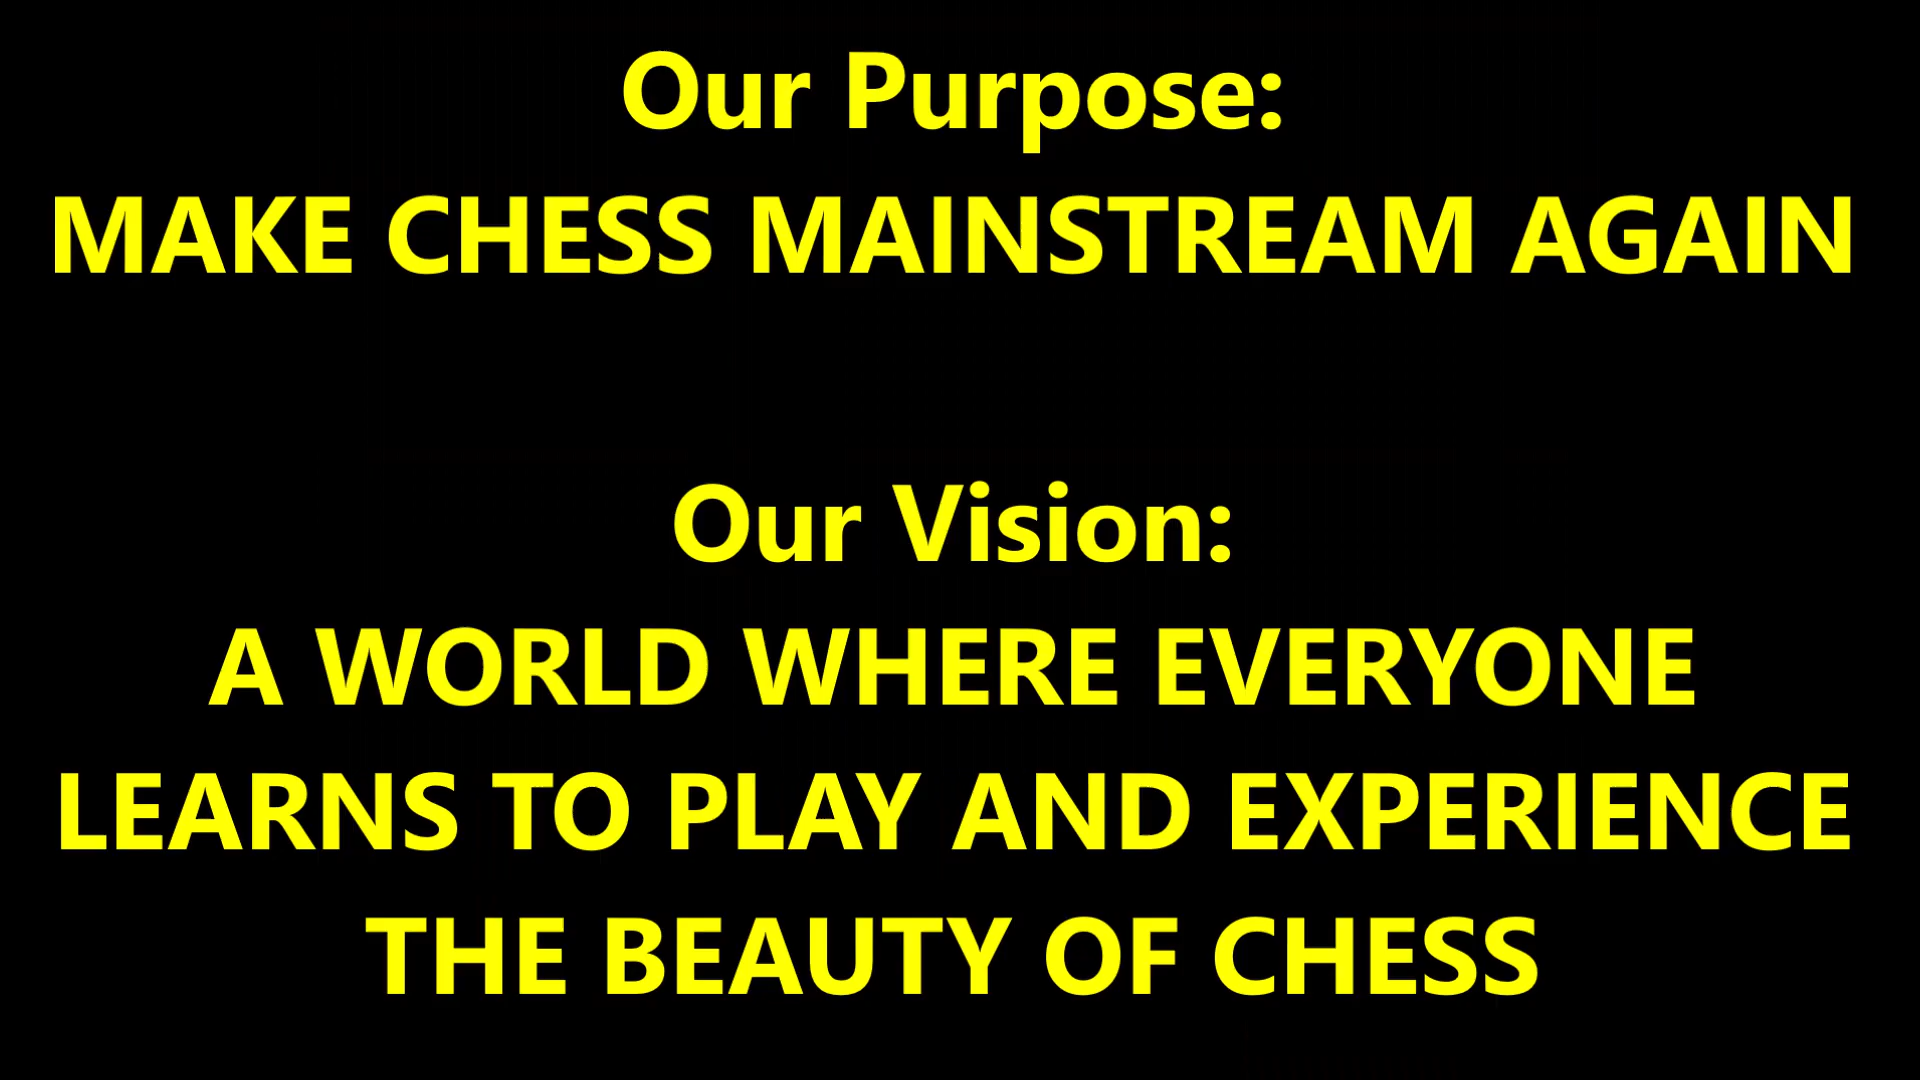 Our Purpose:
MAKE CHESS MAINSTREAM AGAIN
Our Vision:
A WORLD WHERE EVERYONE
LEARNS TO PLAY AND EXPERIENCE
THE BEAUTY OF CHESS